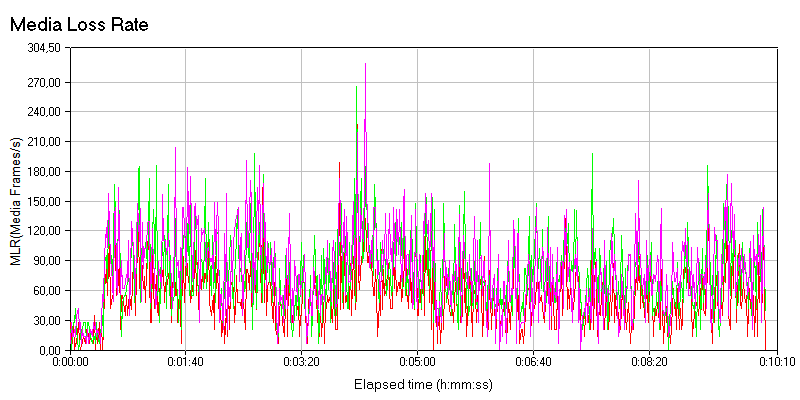 Media Loss Rate
304,50
270,00
240,00
210,00
180,00
150,00
120,00
90,00
60,00
30,00
0,00
MLR(Media Frames/s)
0:00:00 0:01:40 0:03:20 0:05:00 0:06:40 0:08:20 0:10:10
Elapsed time (h:mm:ss)